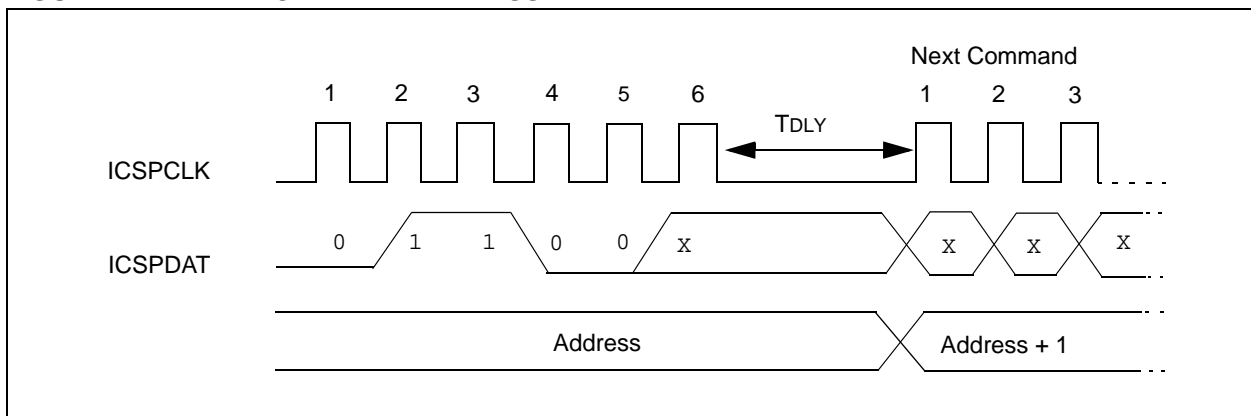 Next Command
1 2 3 4 5 6 1 2 3
TDLY
ICSPCLK
0 1 1 0 0 X X X X
ICSPDAT
Address Address + 1